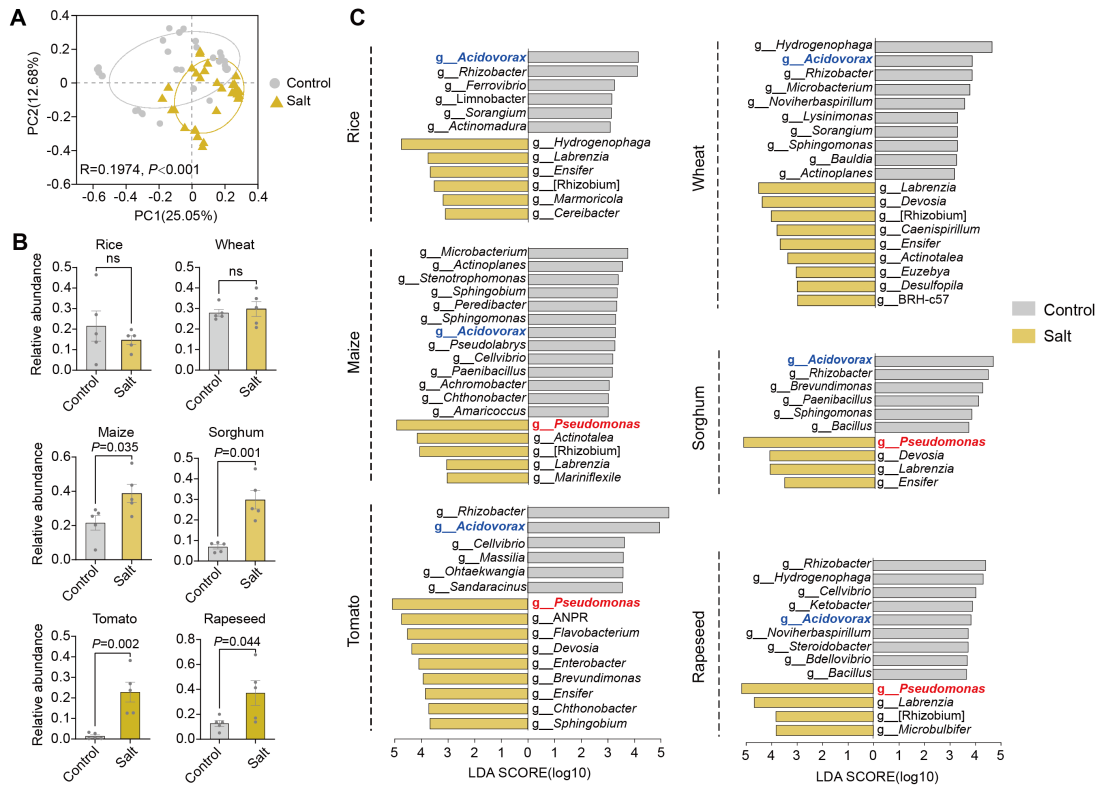 A
0.4
0.2
0
-0.2
-0.4
-0.6
PC2(12.68%)
R=0.1974, P<0.001
-0.6 -0.4 -0.2 0 0.2 0.4
PC1(25.05%)
Control
Salt
B
Rice
Relative abundance
0.5
0.4
0.3
0.2
0.1
0.0
ns
Control
Salt
Wheat
0.5
0.4
0.3
0.2
0.1
0.0
ns
Control
Salt
Maize
Relative abundance
0.6
0.4
0.2
0.0
P=0.035
Control
Salt
Sorghum
0.5
0.4
0.3
0.2
0.1
0.0
P=0.001
Control
Salt
Tomato
Relative abundance
0.5
0.4
0.3
0.2
0.1
0.0
P=0.002
Control
Salt
Rapeseed
0.8
0.6
0.4
0.2
0.0
P=0.044
Control
Salt
C
Rice
g__Acidovorax
g__Rhizobacter
g__Ferrovibrio
g__Limnobacter
g__Sorangium
g__Actinomadura
g__Hydrogenophaga
g__Labrenzia
g__Ensifer
g__[Rhizobium]
g__Marmoricola
g__Cereibacter
Maize
g__Microbacterium
g__Actinoplanes
g__Stenotrophomonas
g__Sphingobium
g__Peredibacter
g__Sphingomonas
g__Acidovorax
g__Pseudolabrys
g__Cellvibrio
g__Paenibacillus
g__Achromobacter
g__Chthonobacter
g__Amaricoccus
g__Pseudomonas
g__Actinotalea
g__[Rhizobium]
g__Labrenzia
g__Mariniflexile
Tomato
g__Rhizobacter
g__Acidovorax
g__Cellvibrio
g__Massilia
g__Ohtaekwangia
g__Sandaracinus
g__Pseudomonas
g__ANPR
g__Flavobacterium
g__Devosia
g__Enterobacter
g__Brevundimonas
g__Ensifer
g__Chthonobacter
g__Sphingobium
5 4 3 2 1 0 1 2 3 4 5
LDA SCORE(log10)
Wheat
g__Hydrogenophaga
g__Acidovorax
g__Rhizobacter
g__Microbacterium
g__Noviherbaspirillum
g__Lysinimonas
g__Sorangium
g__Sphingomonas
g__Bauldia
g__Actinoplanes
g__Labrenzia
g__Devosia
g__[Rhizobium]
g__Caenispirillum
g__Ensifer
g__Actinotalea
g__Euzebya
g__Desulfopila
g__BRH-c57
Sorghum
g__Acidovorax
g__Rhizobacter
g__Brevundimonas
g__Paenibacillus
g__Sphingomonas
g__Bacillus
g__Pseudomonas
g__Devosia
g__Labrenzia
g__Ensifer
Rapeseed
g__Rhizobacter
g__Hydrogenophaga
g__Cellvibrio
g__Ketobacter
g__Acidovorax
g__Noviherbaspirillum
g__Steroidobacter
g__Bdellovibrio
g__Bacillus
g__Pseudomonas
g__Labrenzia
g__[Rhizobium]
g__Microbulbifer
5 4 3 2 1 0 1 2 3 4 5
LDA SCORE(log10)
Control
Salt